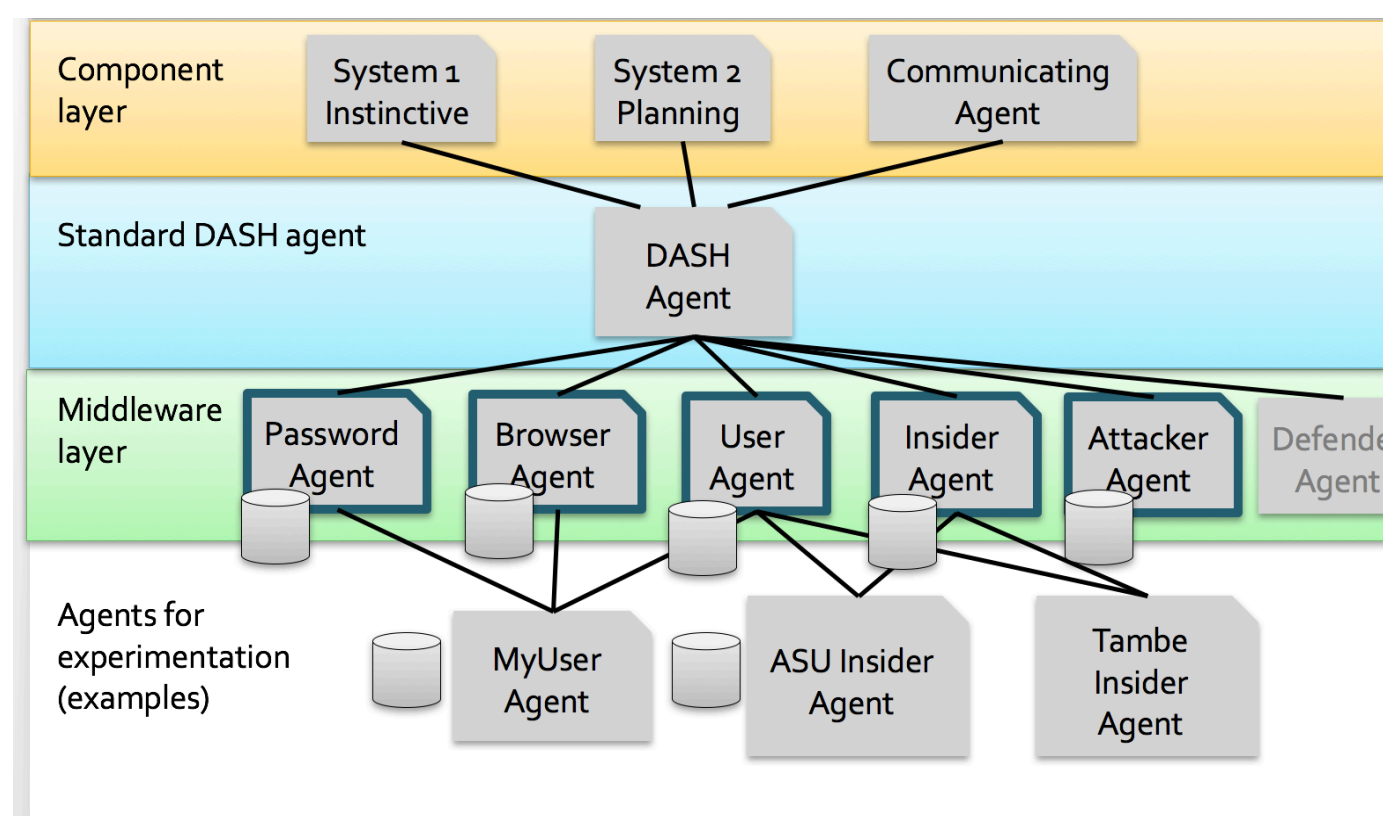 Component
layer
System 1
Instinctive
System 2
Planning
Communicating
Agent
Standard DASH agent
DASH
Agent
Middleware
layer
Password
Agent
Browser
Agent
User
Agent
Insider
Agent
Attacker
Agent
Defende
Agent
Agents for
experimentation
(examples)
MyUser
Agent
ASU Insider
Agent
Tambe
Insider
Agent